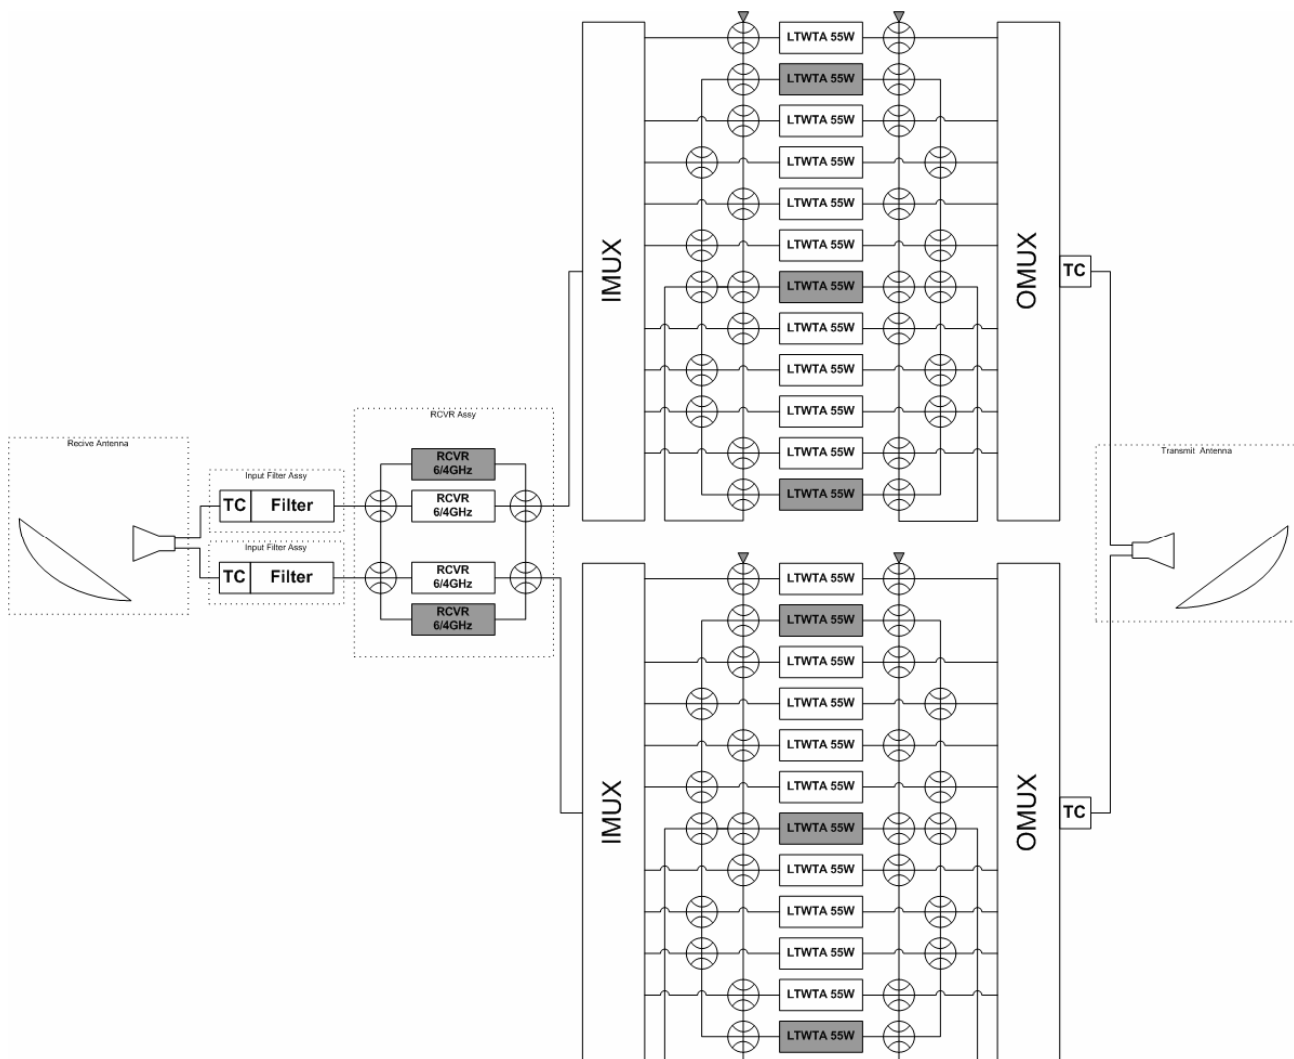 LTWTA 55W
LTWTA 55W
LTWTA 55W
LTWTA 55W
LTWTA 55W
LTWTA 55W
LTWTA 55W
LTWTA 55W
LTWTA 55W
LTWTA 55W
LTWTA 55W
LTWTA 55W
IMUX
OMUX
TC
RCVR Assy
Recive Antenna
Transmit Antenna
RCVR
6/4GHz
Input Filter Assy
TC Filter
RCVR
6/4GHz
Input Filter Assy
TC Filter
RCVR
6/4GHz
RCVR
6/4GHz
LTWTA 55W
LTWTA 55W
LTWTA 55W
LTWTA 55W
LTWTA 55W
LTWTA 55W
LTWTA 55W
LTWTA 55W
LTWTA 55W
LTWTA 55W
LTWTA 55W
LTWTA 55W
IMUX
OMUX
TC